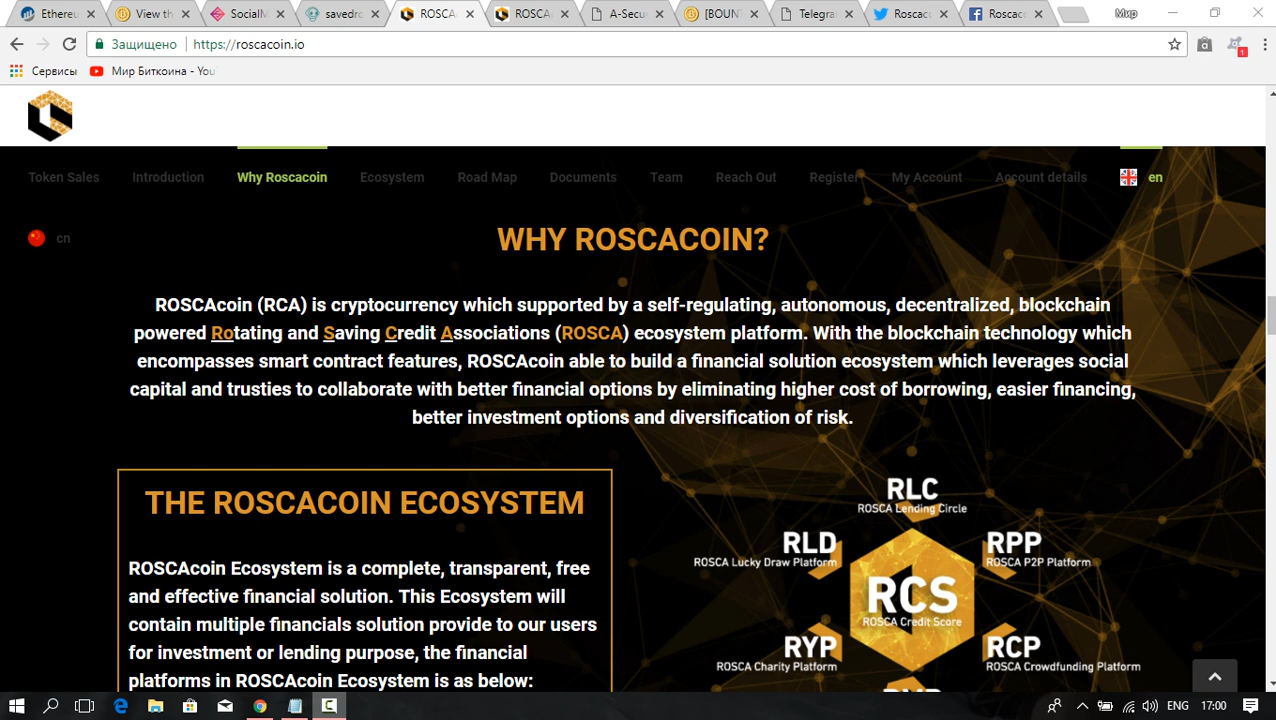 Ethereu
View th
SocialM
savedro
ROSCA
ROSCA
A-Secu
[BOUN
Telegra
Roscac
Roscac
Мир
Защищено
https://roscacoin.io
1
Сервисы
Мир Биткоина - You
Token Sales
Introduction
Why Roscacoin
Ecosystem
Road Map
Documents
Team
Reach Out
Register
My Account
Account details
en
cn
WHY ROSCACOIN?
ROSCAcoin (RCA) is cryptocurrency which supported by a self-regulating, autonomous, decentralized, blockchain
powered Rotating and Saving Credit Associations (ROSCA) ecosystem platform. With the blockchain technology which
encompasses smart contract features, ROSCAcoin able to build a financial solution ecosystem which leverages social
capital and trusties to collaborate with better financial options by eliminating higher cost of borrowing, easier financing,
better investment options and diversification of risk.
THE ROSCACOIN ECOSYSTEM
ROSCAcoin Ecosystem is a complete, transparent, free
and effective financial solution. This Ecosystem will
contain multiple financials solution provide to our users
for investment or lending purpose, the financial
platforms in ROSCAcoin Ecosystem is as below:
RLC
ROSCA Lending Circle
RLD
ROSCA Lucky Draw Platform
RPP
ROSCA P2P Platform
RCS
ROSCA Credit Score
RYP
ROSCA Charity Platform
RCP
ROSCA Crowdfunding Platform
ENG
17:00